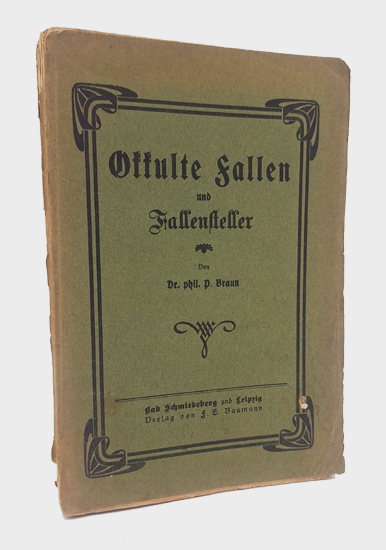 Okkulte Fallen
und
Fallensteller
Von
Dr. phil. P. Braun
Bad Schmiedeberg und Leipzig
Verlag von F. E. Baumann